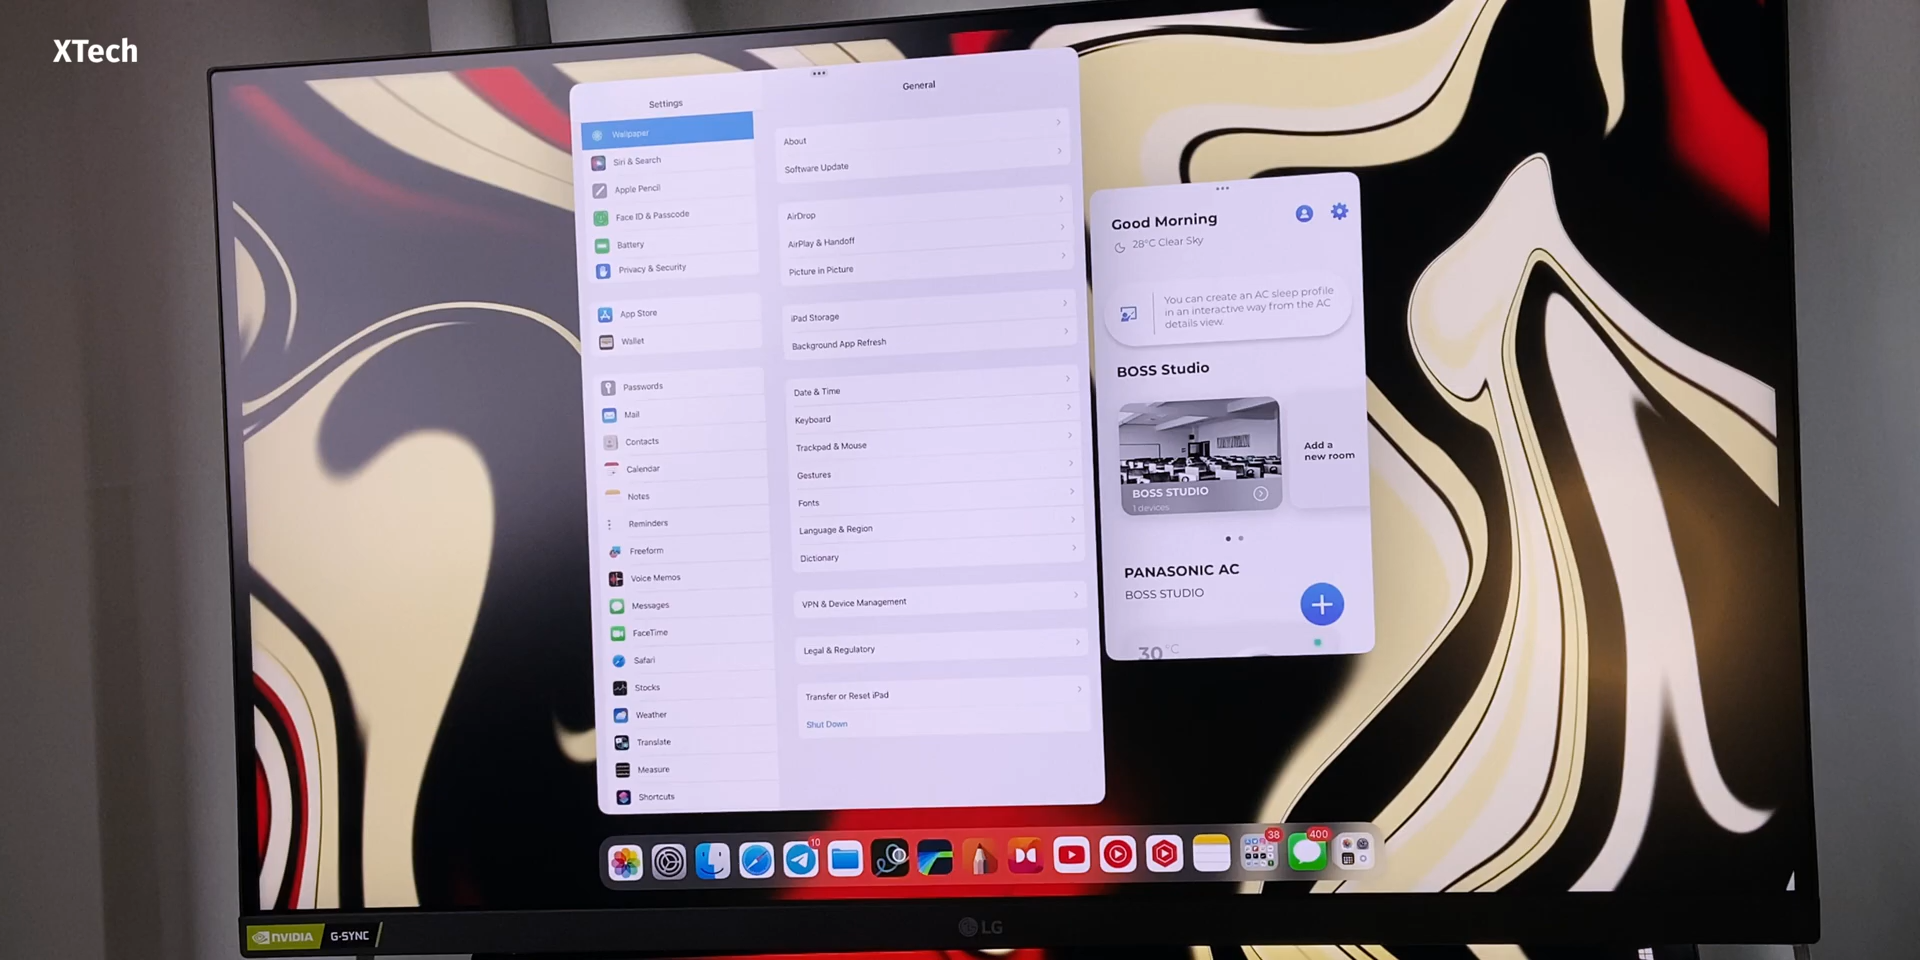 XTech
Settings
Wallpaper
Siri & Search
Apple Pencil
Face ID & Passcode
Battery
Privacy & Security
App Store
Wallet
Passwords
Mail
Contacts
Calendar
Notes
Reminders
Freeform
Voice Memos
Messages
FaceTime
Safari
Stocks
Weather
Translate
Measure
Shortcuts
General
About
Software Update
AirDrop
AirPlay & Handoff
Picture in Picture
iPad Storage
Background App Refresh
Date & Time
Keyboard
Trackpad & Mouse
Gestures
Fonts
Language & Region
Dictionary
VPN & Device Management
Legal & Regulatory
Transfer or Reset iPad
Shut Down
Good Morning
28°C Clear Sky
You can create an AC sleep profile
in an interactive way from the AC
details view.
BOSS Studio
BOSS STUDIO
1 devices
Add a
new room
PANASONIC AC
BOSS STUDIO
30°C
10
38
400
NVIDIA G-SYNC
LG